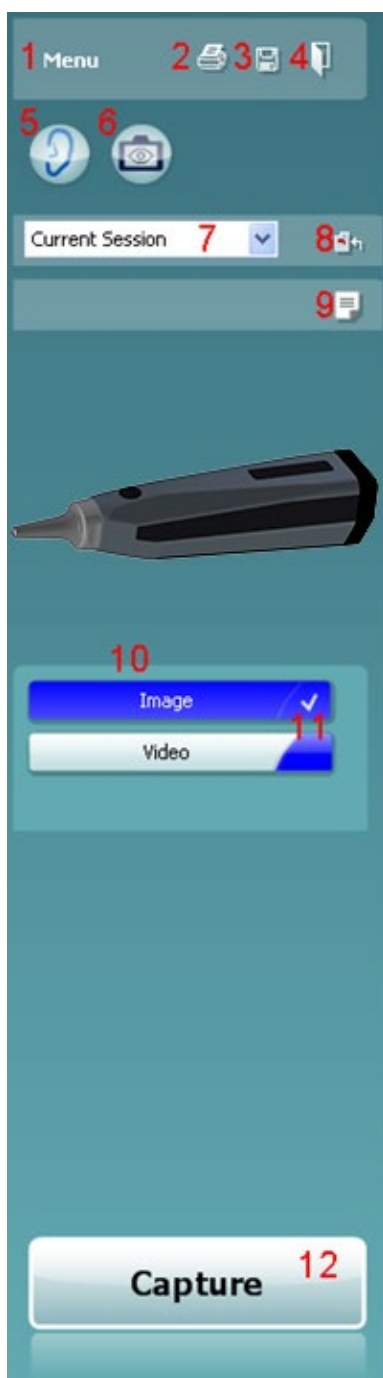 1 Menu 2 3 4
5 6
Current Session 7 8
9
10
Image
11
Video
Capture 12